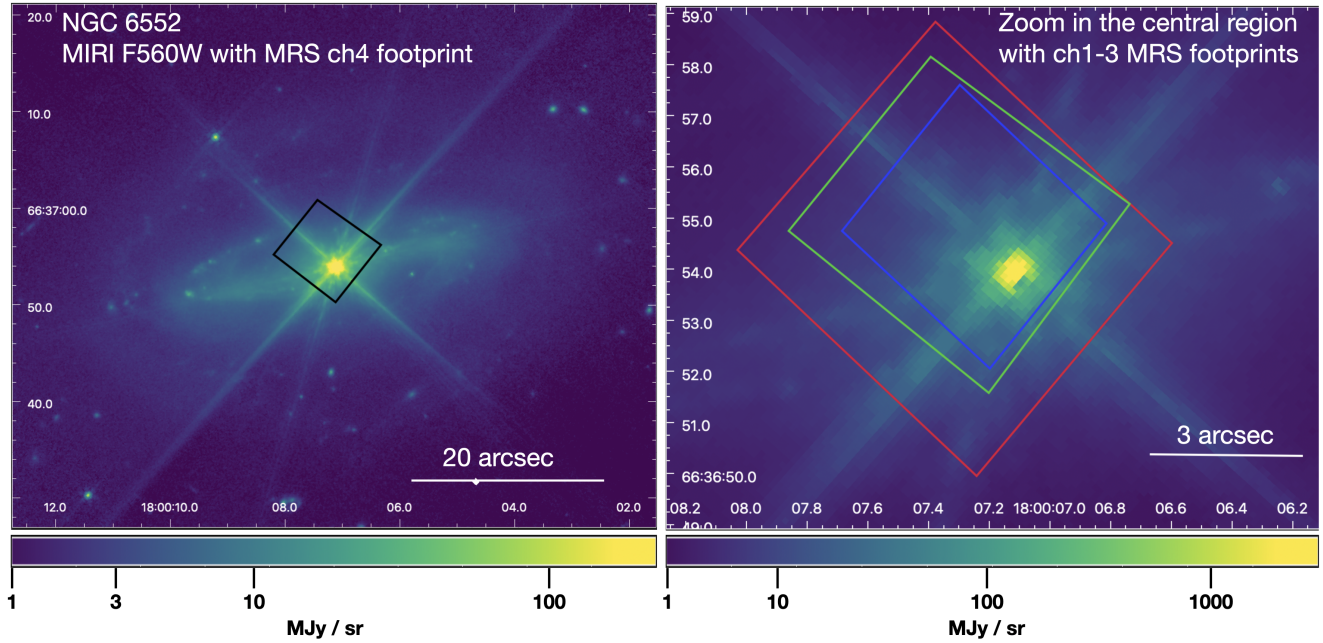 NGC 6552
MIRI F560W with MRS ch4 footprint
20.0
10.0
66:37:00.0
50.0
40.0
20 arcsec
12.0 18:00:10.0 08.0 06.0 04.0 02.0
1 3 10 100
MJy / sr
Zoom in the central region
with ch1-3 MRS footprints
59.0
58.0
57.0
56.0
55.0
54.0
53.0
52.0
51.0
66:36:50.0
49.0
3 arcsec
08.2 08.0 07.8 07.6 07.4 07.2 18:00:07.0 06.8 06.6 06.4 06.2
1 10 100 1000
MJy / sr